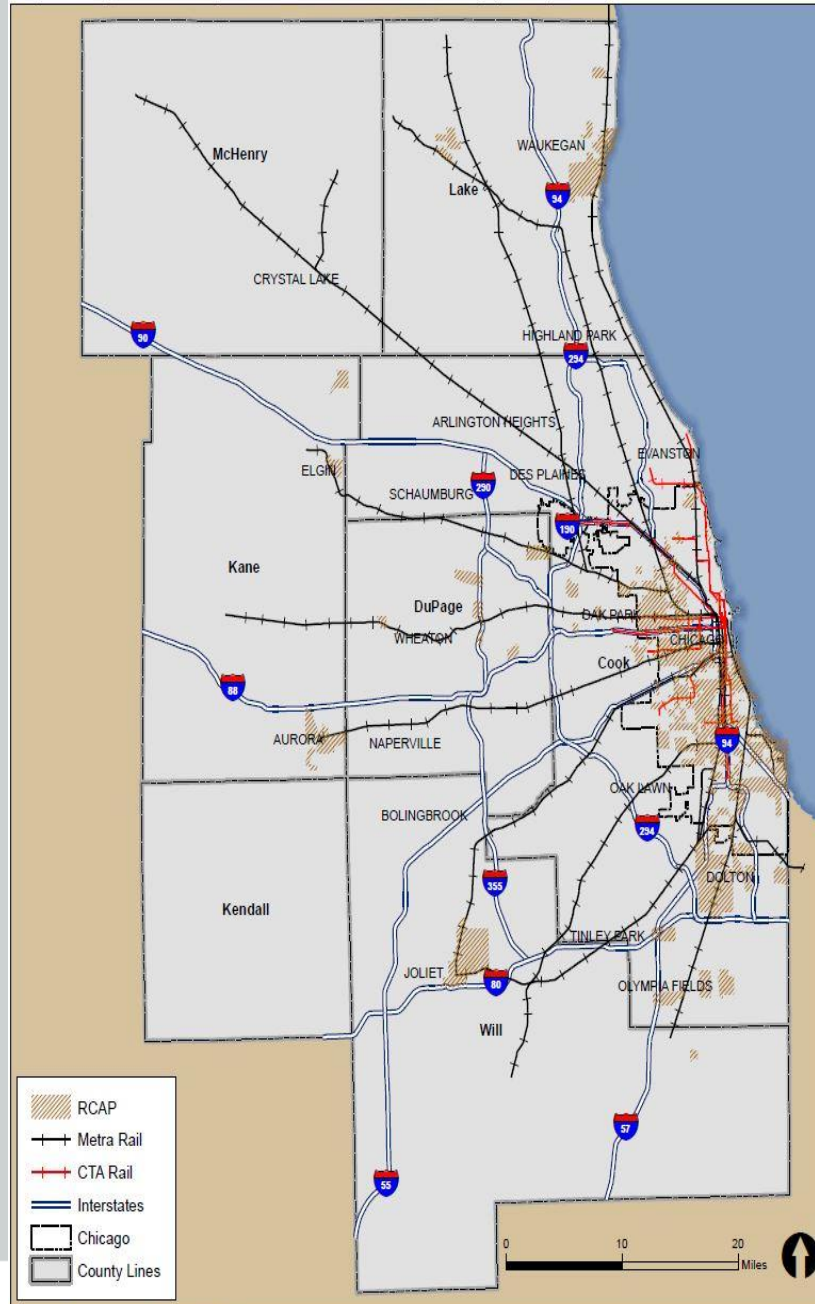 WAUKEGAN
McHenry
Lake
94
CRYSTAL LAKE
90
HIGHLAND PARK
294
ARLINGTON HEIGHTS
EVANSTON
ELGIN
DES PLAINES
290
SCHAUMBURG
190
Kane
DuPage
OAK PARK
WHEATON
CHICAGO
Cook
88
AURORA
NAPERVILLE
94
OAK LAWN
BOLINGBROOK
294
DOLTON
355
Kendall
TINLEY PARK
JOLIET
80
OLYMPIA FIELDS
Will
57
55
RCAP
Metra Rail
CTA Rail
Interstates
Chicago
County Lines
0 10 20
Miles